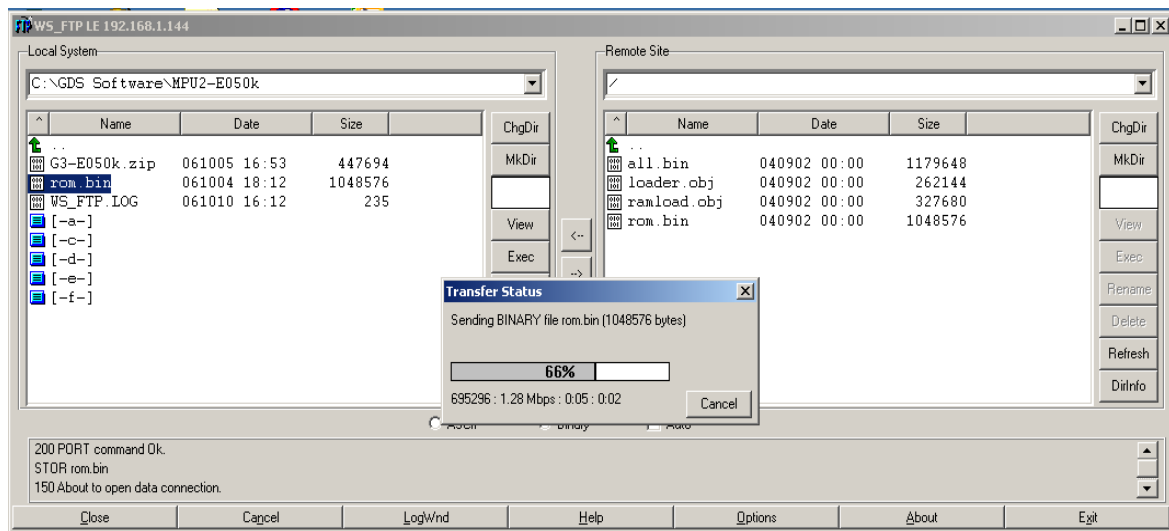 WS_FTP LE 192.168.1.144
Local System
C:\GDS Software\MPU2-E050k
^ Name Date Size
..
G3-E050k.zip 061005 16:53 447694
rom.bin 061004 18:12 1048576
WS_FTP.LOG 061010 16:12 235
[-a-]
[-c-]
[-d-]
[-e-]
[-f-]
ChgDir
MkDir
View
Exec
<--
-->
Remote Site
/
^ Name Date Size
..
all.bin 040902 00:00 1179648
loader.obj 040902 00:00 262144
ramload.obj 040902 00:00 327680
rom.bin 040902 00:00 1048576
ChgDir
MkDir
View
Exec
Rename
Delete
Refresh
DirInfo
Transfer Status
Sending BINARY file rom.bin (1048576 bytes)
66%
695296 : 1.28 Mbps : 0:05 : 0:02
Cancel
200 PORT command Ok.
STOR rom.bin
150 About to open data connection.
Close Cancel LogWnd Help Options About Exit